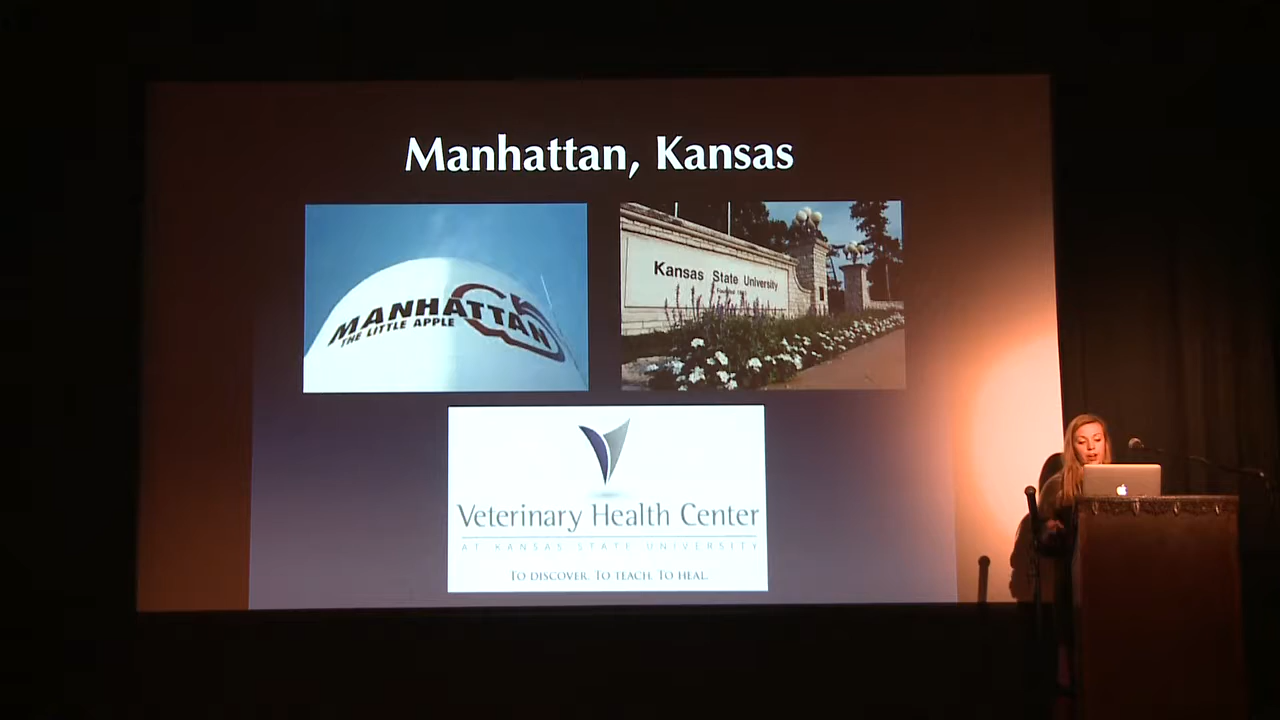 Manhattan, Kansas
MANHATTAN
THE LITTLE APPLE
Kansas State University
Veterinary Health Center
AT KANSAS STATE UNIVERSITY
TO DISCOVER. TO TEACH. TO HEAL.